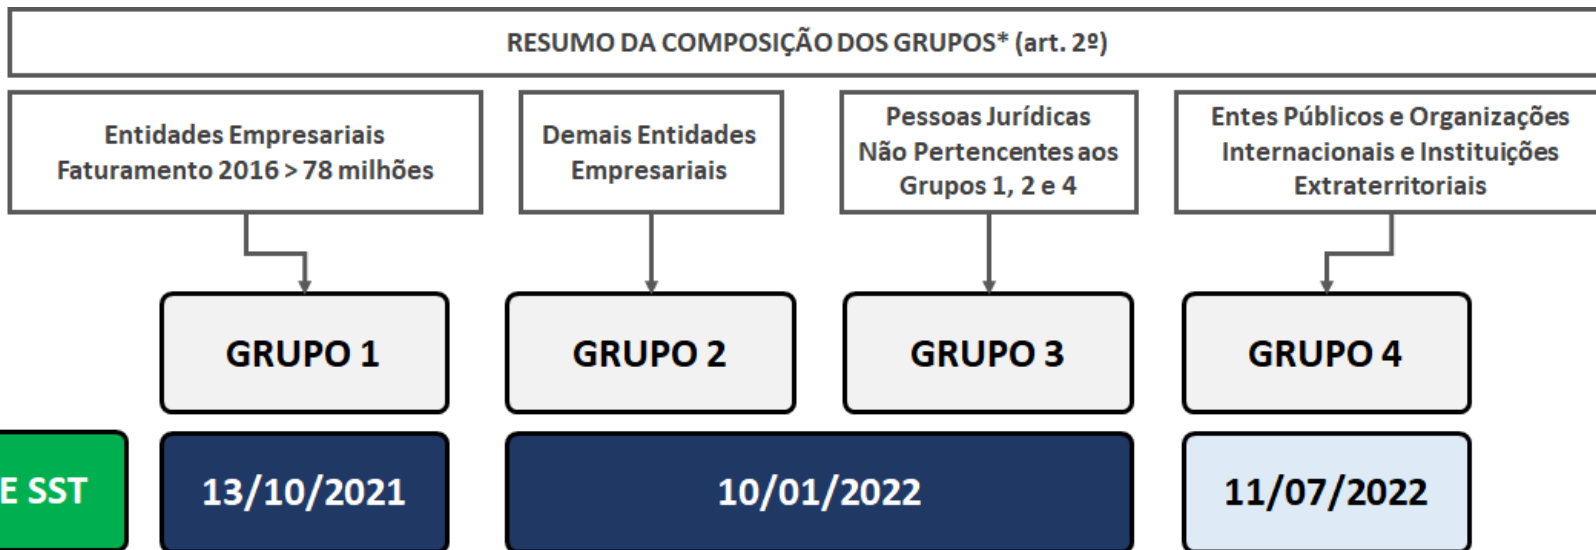 RESUMO DA COMPOSIÇÃO DOS GRUPOS* (art. 2º)
Entidades Empresariais
Faturamento 2016 > 78 milhões
Demais Entidades
Empresariais
Pessoas Jurídicas
Não Pertencentes aos
Grupos 1, 2 e 4
Entes Públicos e Organizações
Internacionais e Instituições
Extraterritoriais
GRUPO 1
GRUPO 2
GRUPO 3
GRUPO 4
E SST
13/10/2021
10/01/2022
11/07/2022